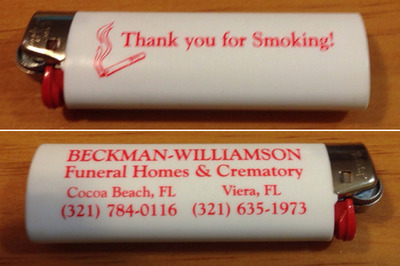 Thank you for Smoking!
BECKMAN-WILLIAMSON
Funeral Homes & Crematory
Cocoa Beach, FL Viera, FL
(321) 784-0116 (321) 635-1973